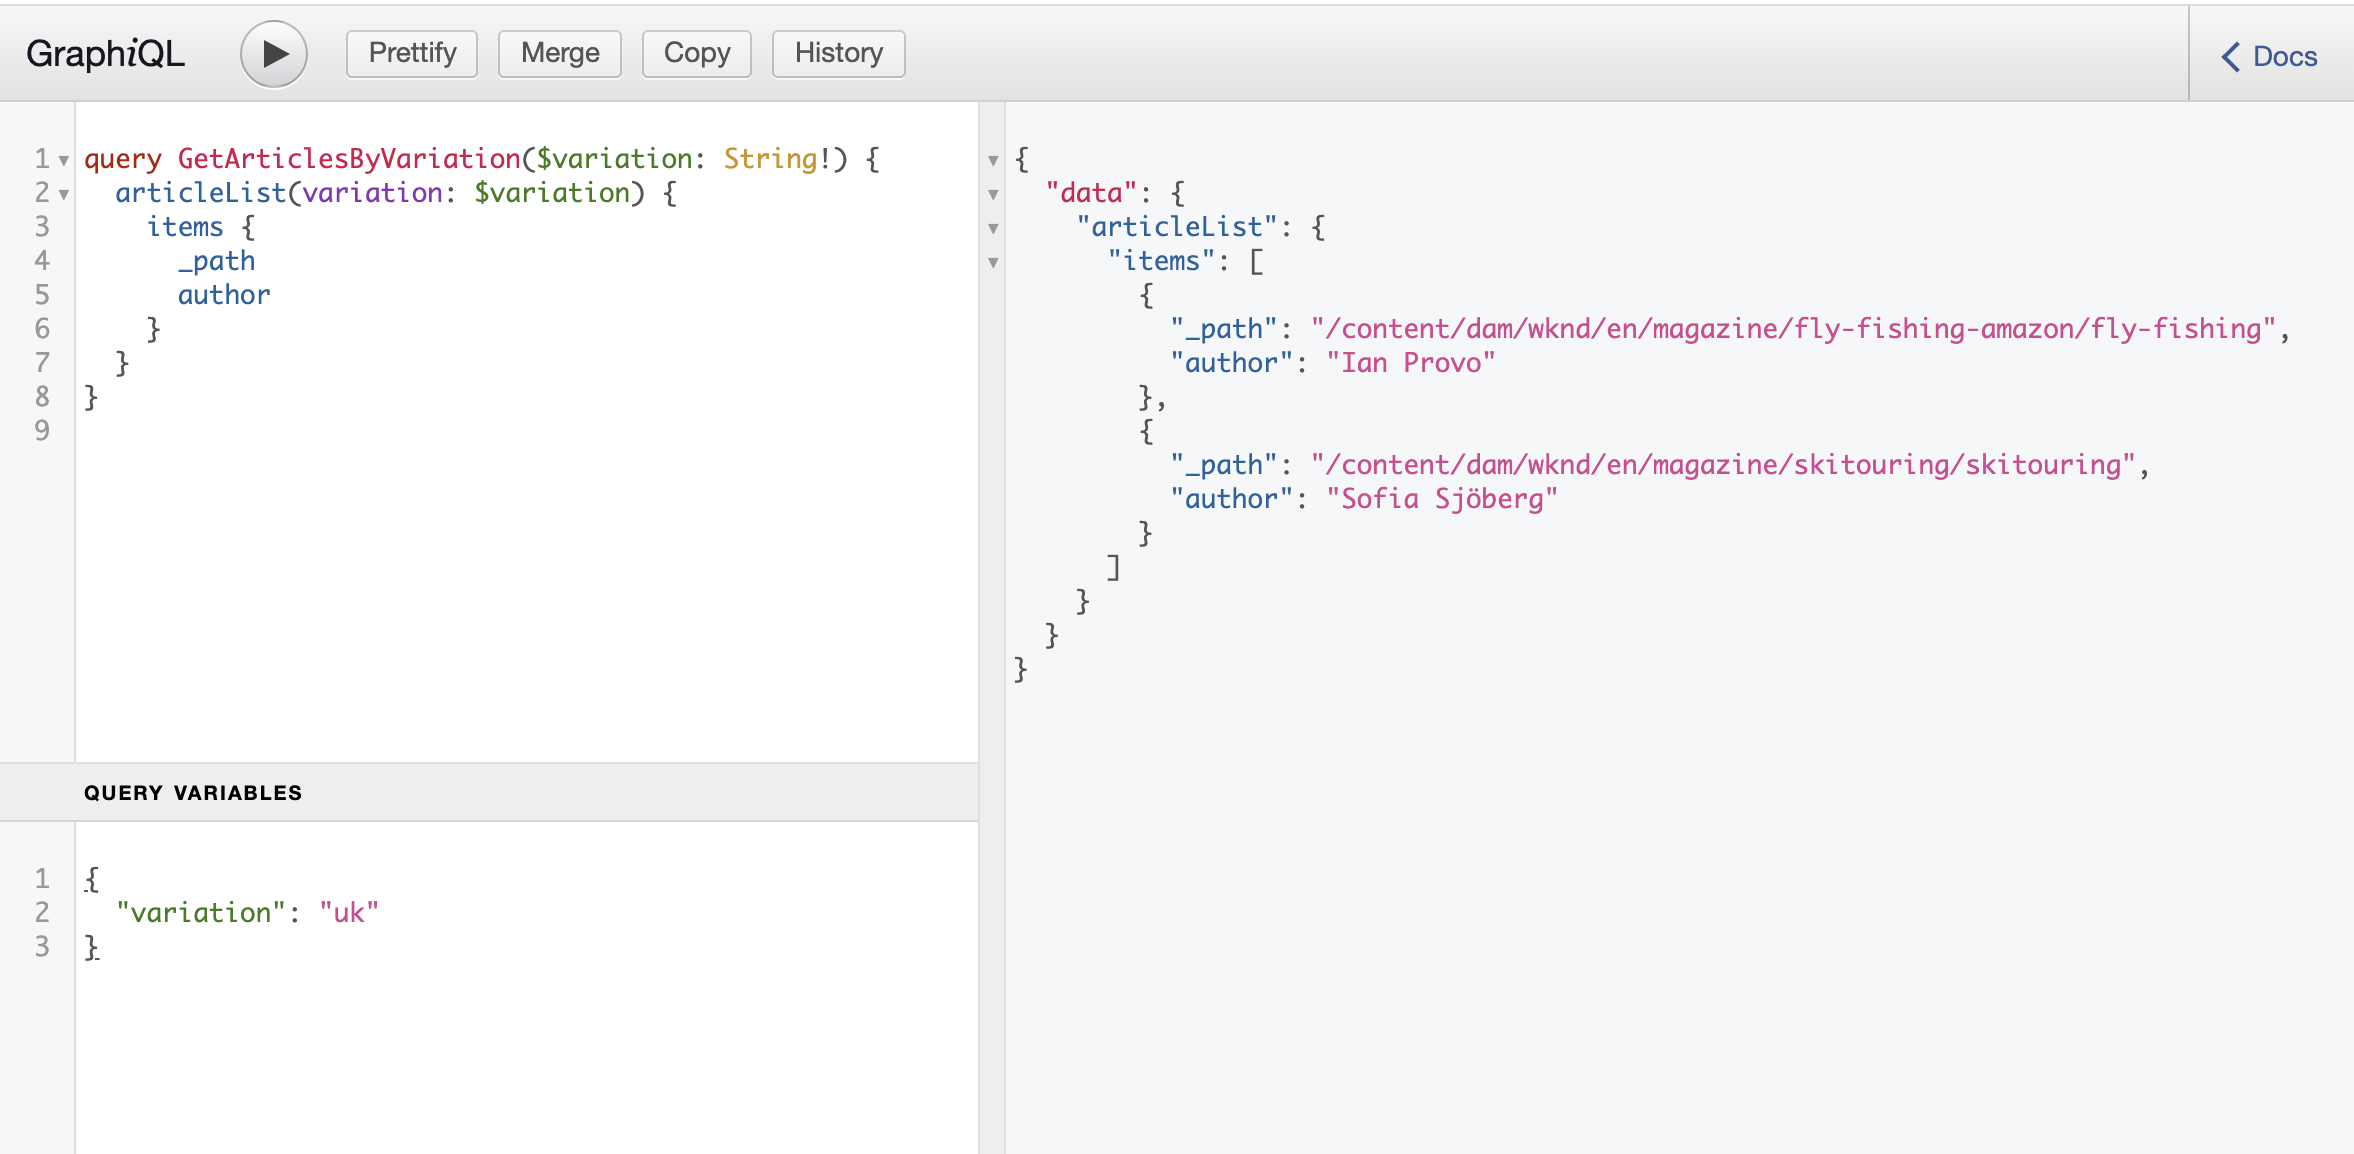 GraphiQL Prettify Merge Copy History Docs
1 query GetArticlesByVariation($variation: String!) {
2   articleList(variation: $variation) {
3     items {
4       _path
5       author
6     }
7   }
8 }
9
QUERY VARIABLES
1 {
2   "variation": "uk"
3 }
{
  "data": {
    "articleList": {
      "items": [
        {
          "_path": "/content/dam/wknd/en/magazine/fly-fishing-amazon/fly-fishing",
          "author": "Ian Provo"
        },
        {
          "_path": "/content/dam/wknd/en/magazine/skitouring/skitouring",
          "author": "Sofia Sjöberg"
        }
      ]
    }
  }
}